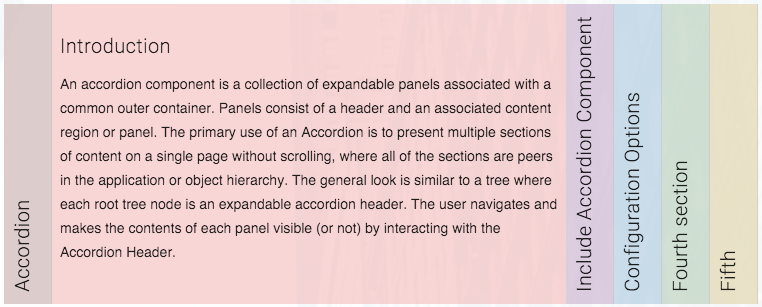 Accordion
Introduction
An accordion component is a collection of expandable panels associated with a
common outer container. Panels consist of a header and an associated content
region or panel. The primary use of an Accordion is to present multiple sections
of content on a single page without scrolling, where all of the sections are peers
in the application or object hierarchy. The general look is similar to a tree where
each root tree node is an expandable accordion header. The user navigates and
makes the contents of each panel visible (or not) by interacting with the
Accordion Header.
Include Accordion Component
Configuration Options
Fourth section
Fifth